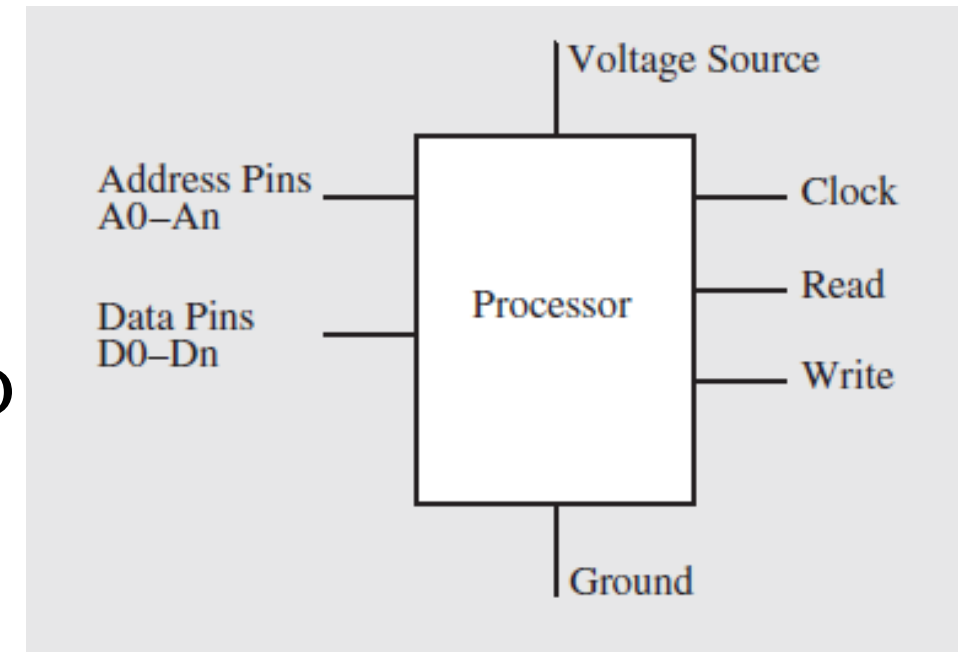 Voltage Source
Address Pins
A0–An
Clock
Data Pins
D0–Dn
Processor
Read
Write
Ground